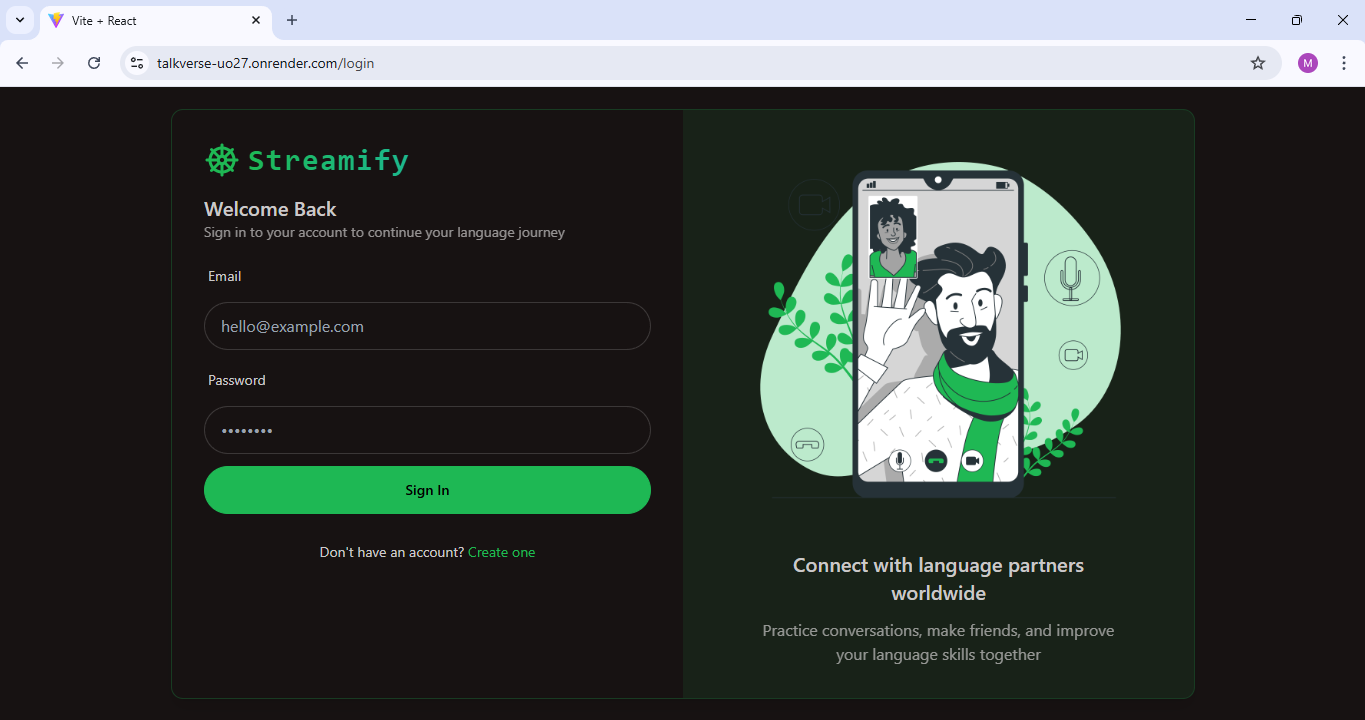 Vite + React
talkverse-uo27.onrender.com/login
M
Streamify
Welcome Back
Sign in to your account to continue your language journey
Email
hello@example.com
Password
••••••••
Sign In
Don't have an account? Create one
Connect with language partners
worldwide
Practice conversations, make friends, and improve
your language skills together